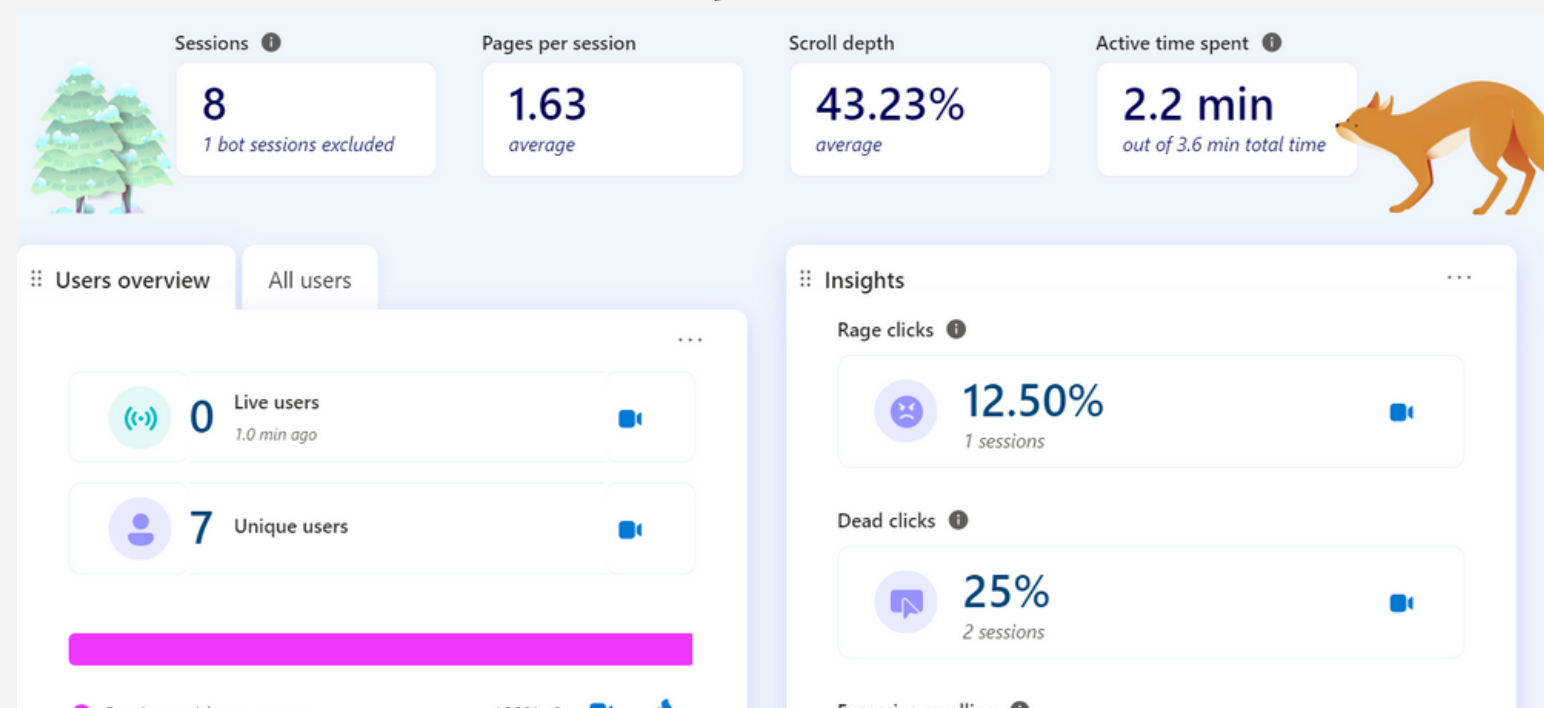 Sessions
Pages per session
Scroll depth
Active time spent
8
1 bot sessions excluded
1.63
average
43.23%
average
2.2 min
out of 3.6 min total time
Users overview
All users
0
Live users
1.0 min ago
7
Unique users
Insights
Rage clicks
12.50%
1 sessions
Dead clicks
25%
2 sessions